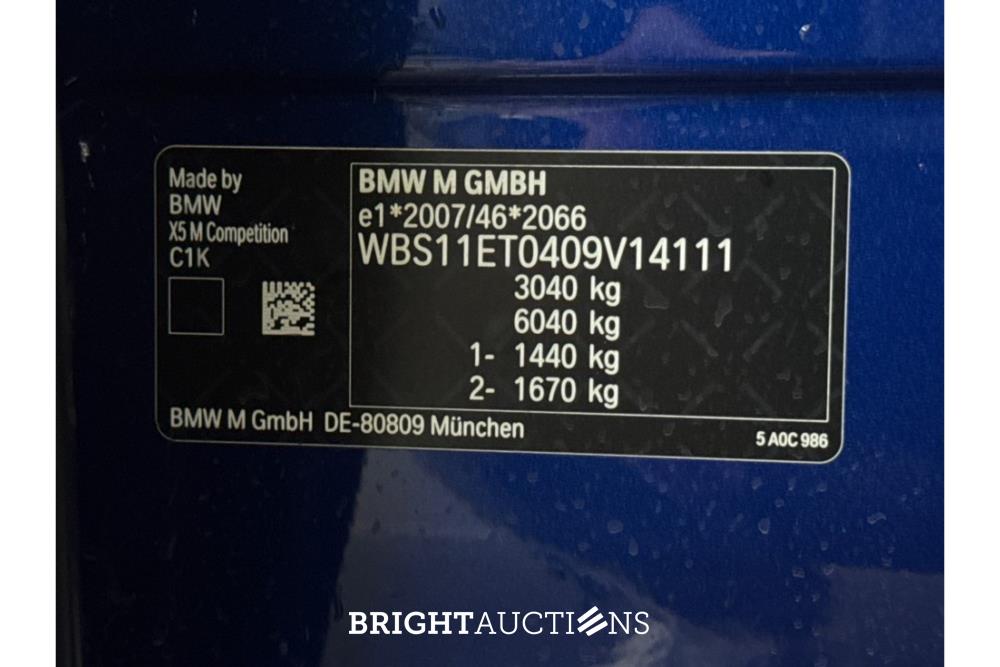 Made by
BMW
X5 M Competition
C1K
BMW M GMBH
e1*2007/46*2066
WBS11ET0409V14111
3040 kg
6040 kg
1- 1440 kg
2- 1670 kg
BMW M GmbH DE-80809 München
5 A0C 986
BRIGHTAUCTIONS